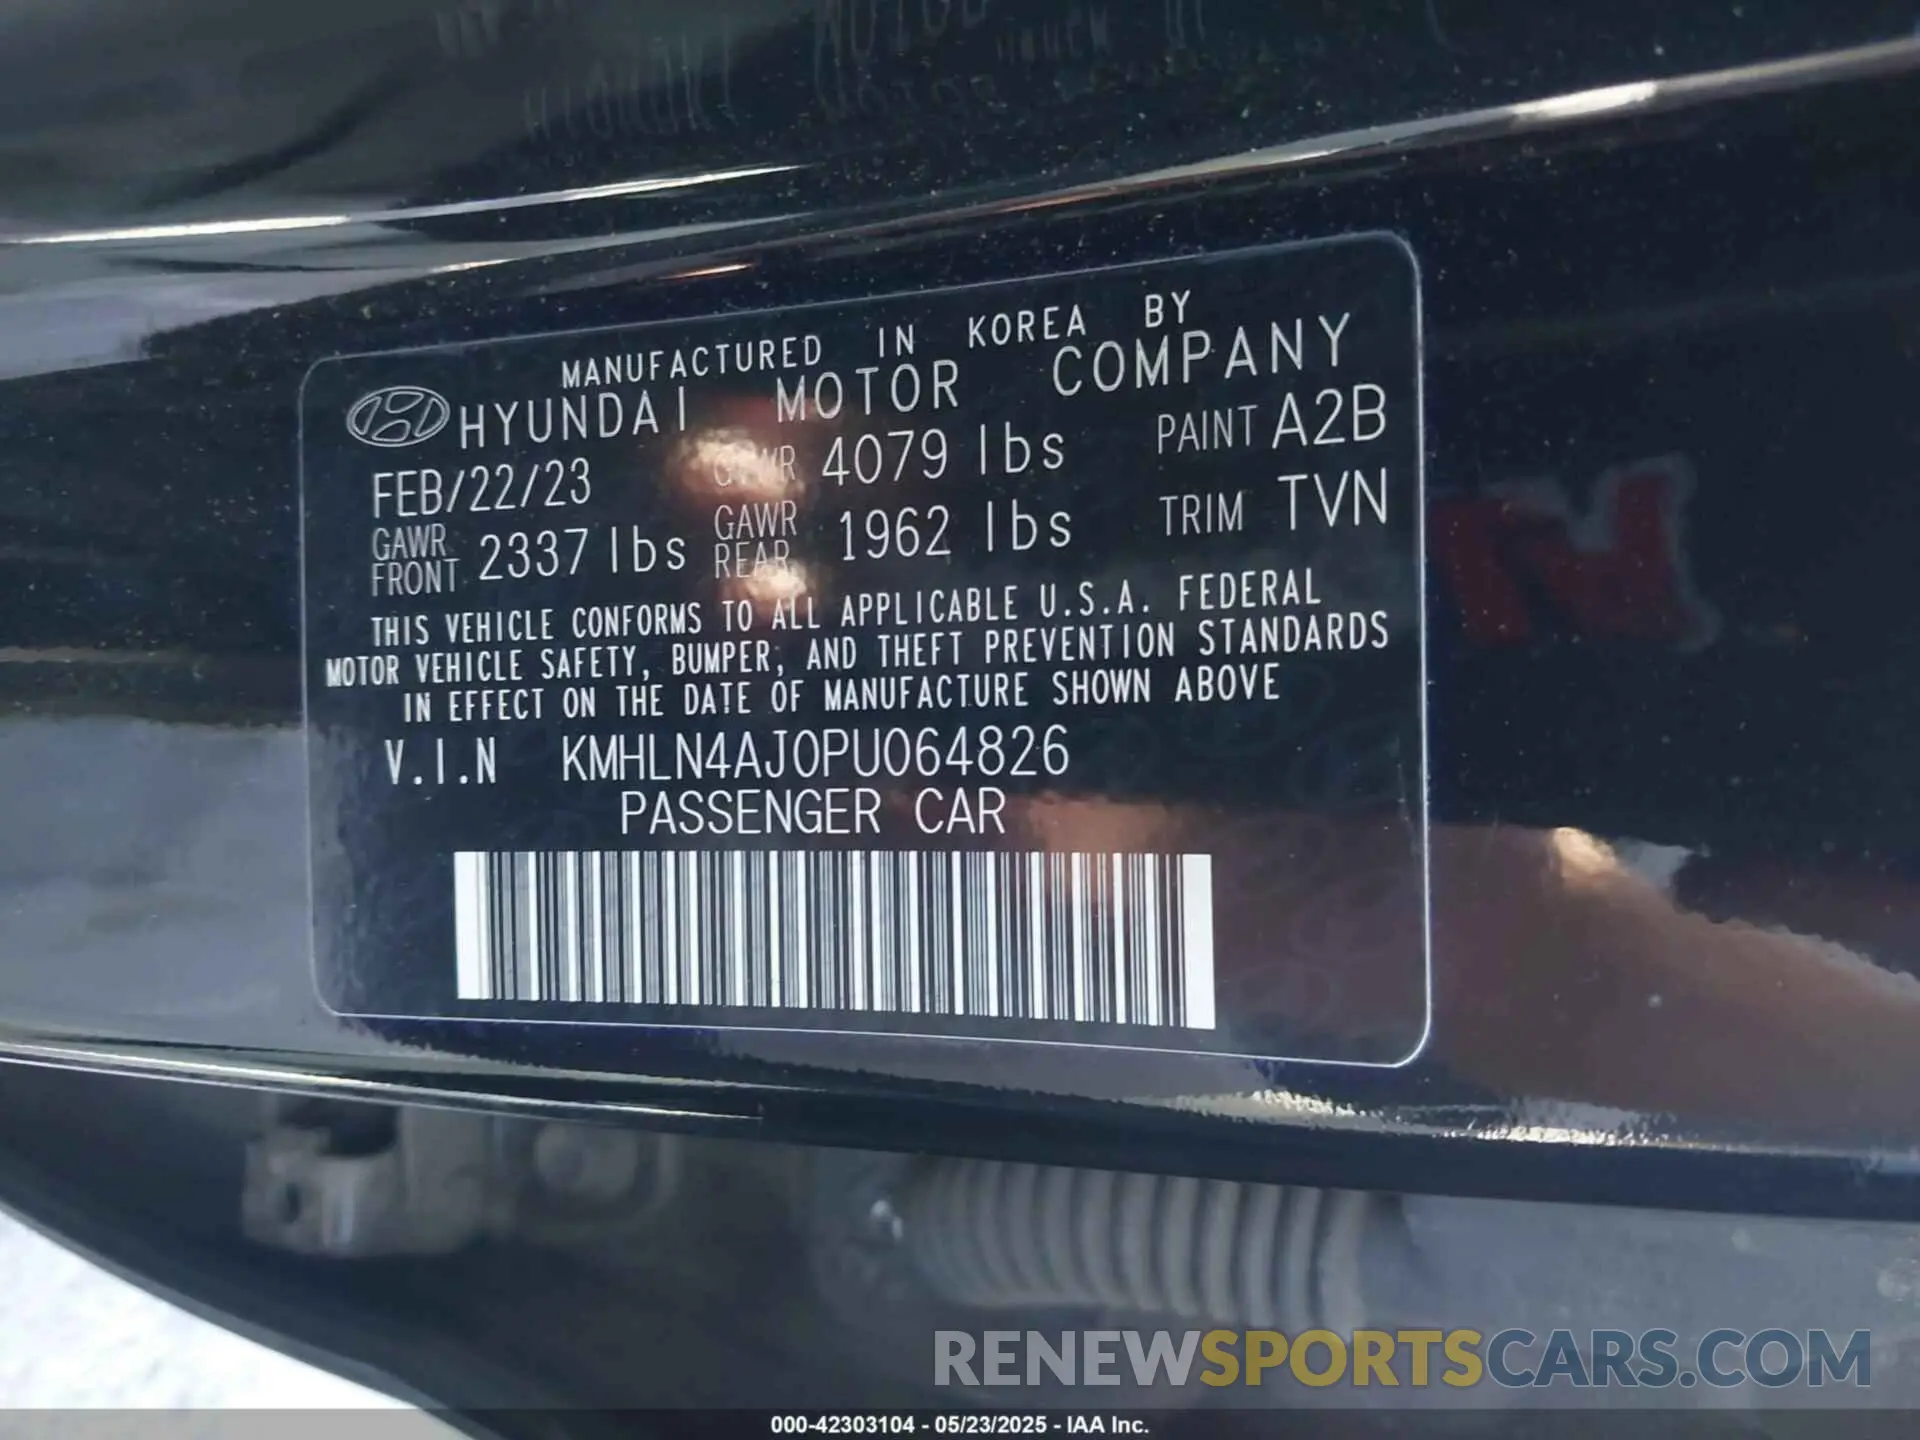 MANUFACTURED IN KOREA BY
HYUNDAI MOTOR COMPANY
FEB/22/23 GVWR 4079 lbs PAINT A2B
GAWR FRONT 2337 lbs GAWR REAR 1962 lbs TRIM TVN
THIS VEHICLE CONFORMS TO ALL APPLICABLE U.S.A. FEDERAL
MOTOR VEHICLE SAFETY, BUMPER, AND THEFT PREVENTION STANDARDS
IN EFFECT ON THE DATE OF MANUFACTURE SHOWN ABOVE
V.I.N KMHLN4AJ0PU064826
PASSENGER CAR
RENEWSPORTSCARS.COM
000-42303104 - 05/23/2025 - IAA Inc.